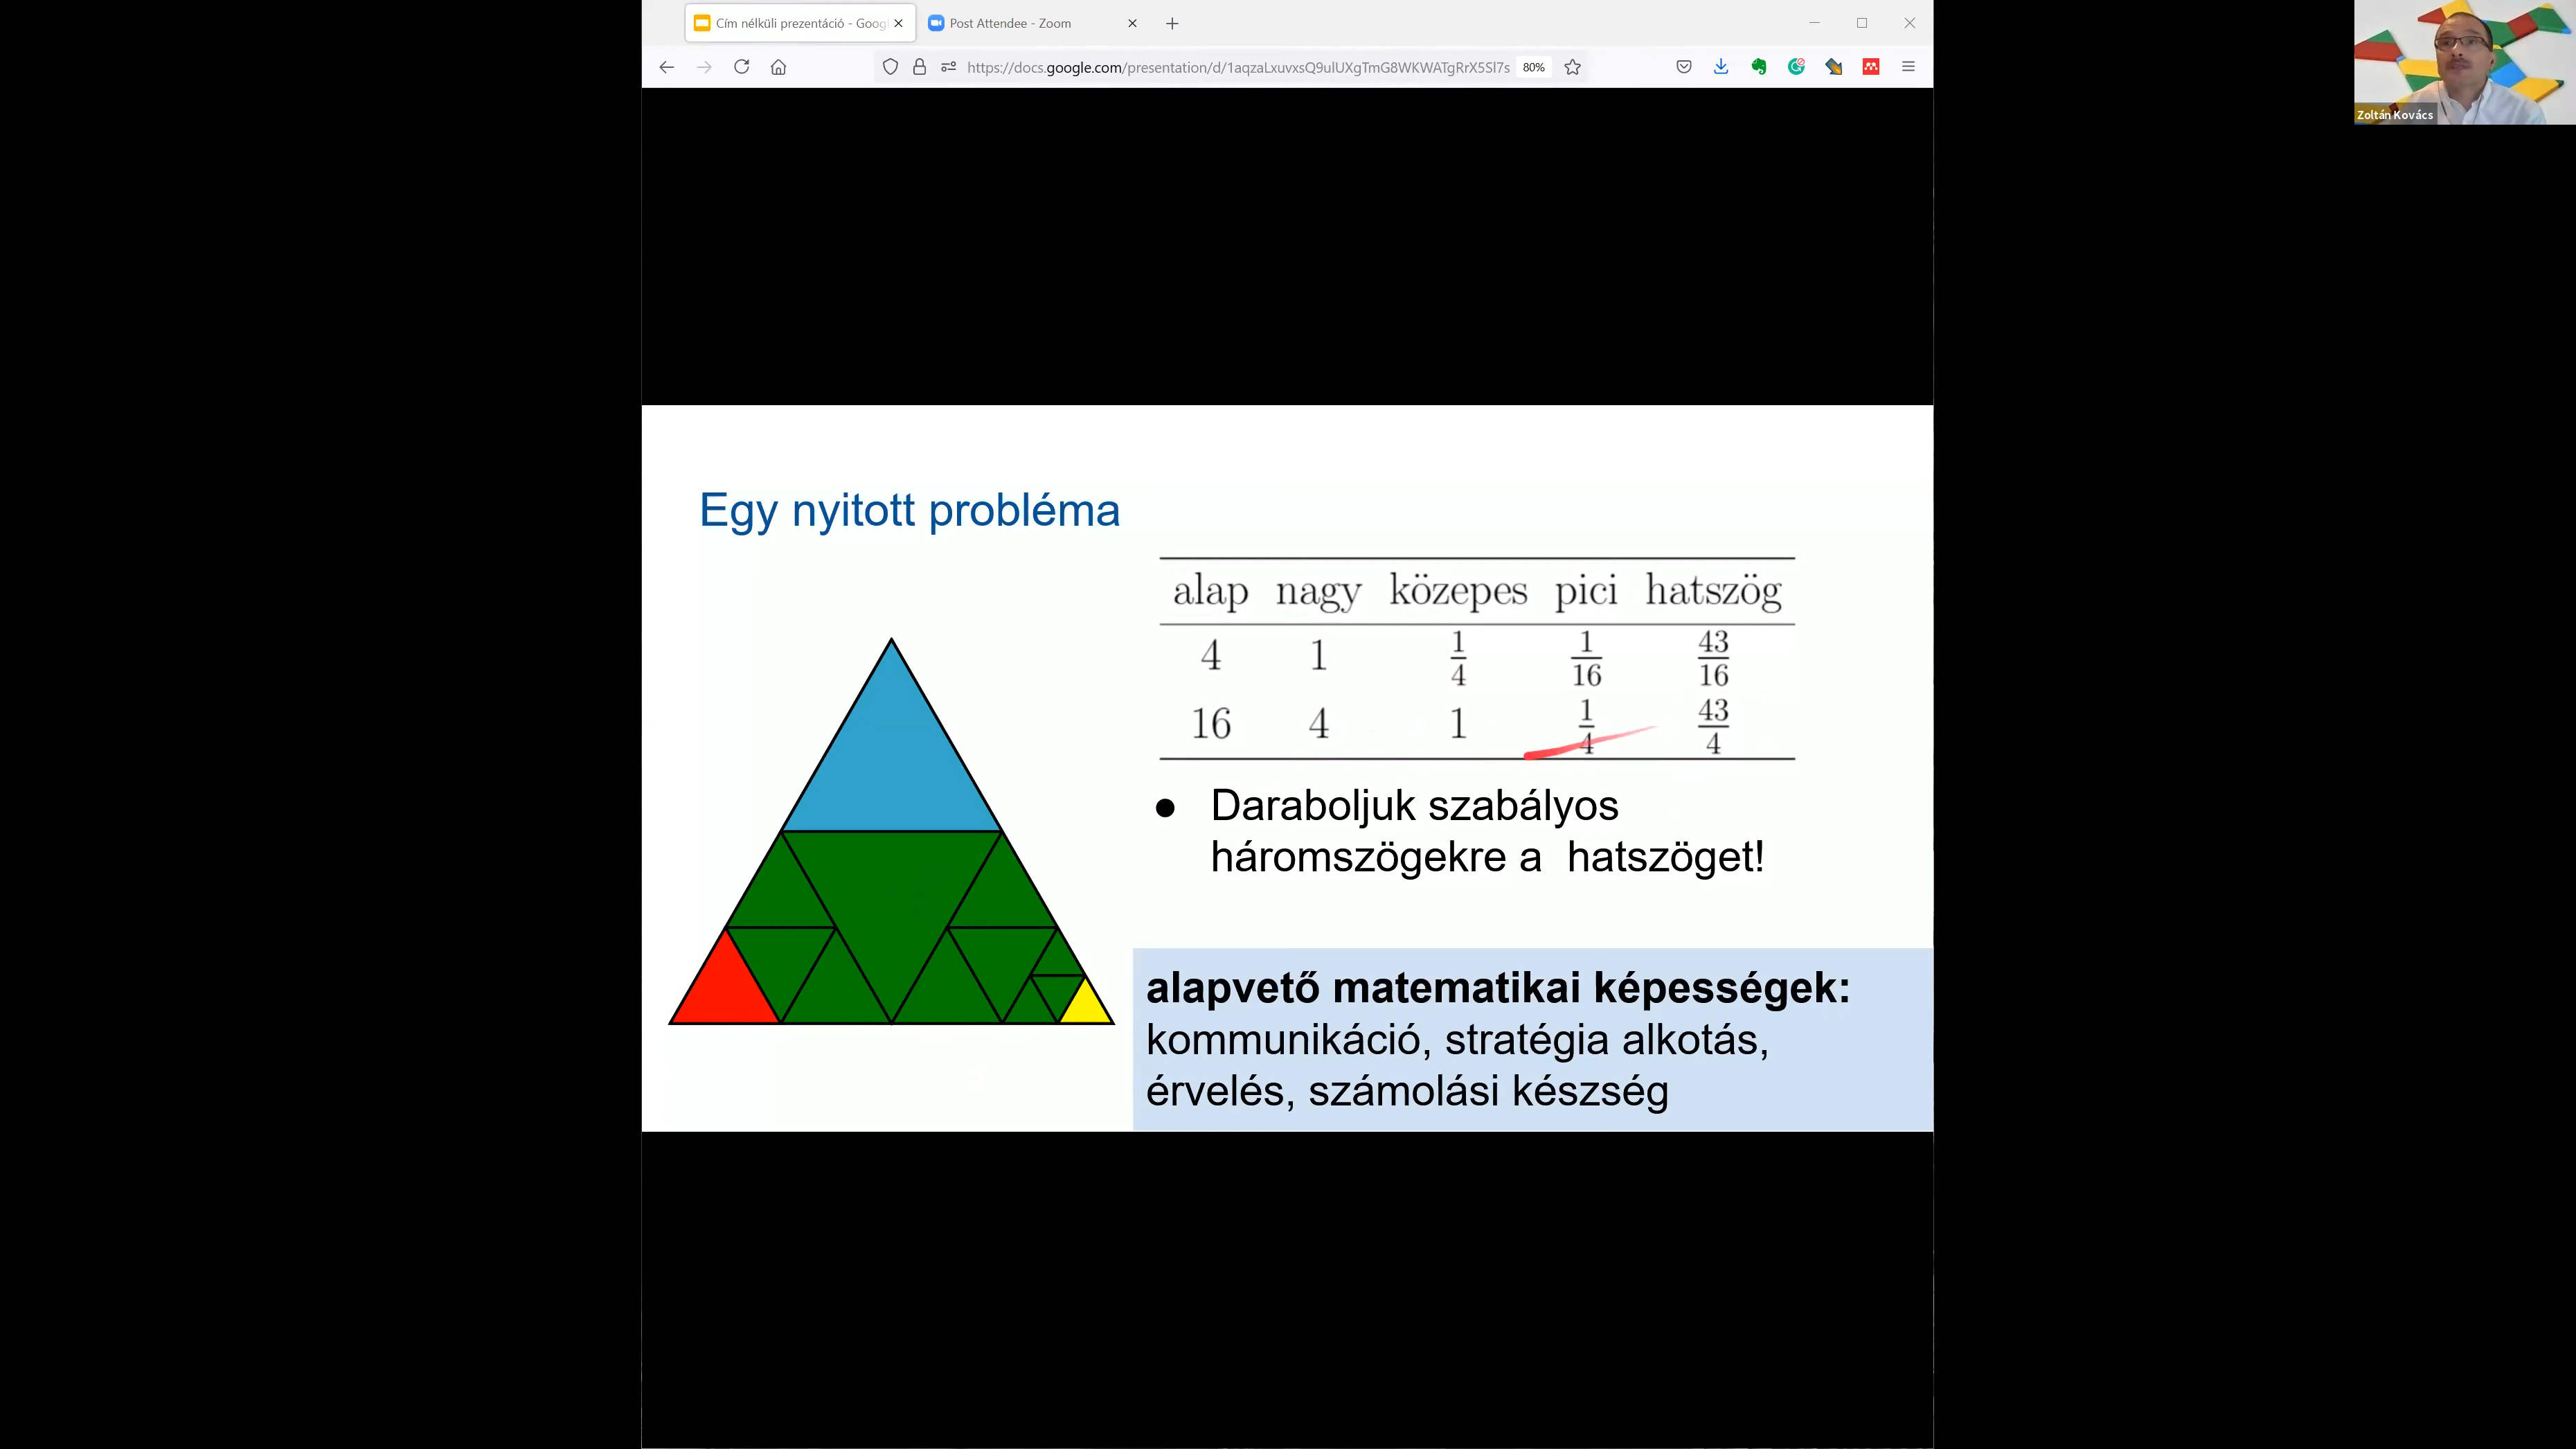 Cím nélküli prezentáció - Goog
Post Attendee - Zoom
https://docs.google.com/presentation/d/1aqzaLxuvxsQ9ulUXgTmG8WKWATgRrX5Sl7s
80%
Zoltán Kovács
Egy nyitott probléma
alap nagy közepes pici hatszög
4 1 1/4 1/16 43/16
16 4 1 1/4 43/4
● Daraboljuk szabályos
háromszögekre a hatszöget!
alapvető matematikai képességek:
kommunikáció, stratégia alkotás,
érvelés, számolási készség